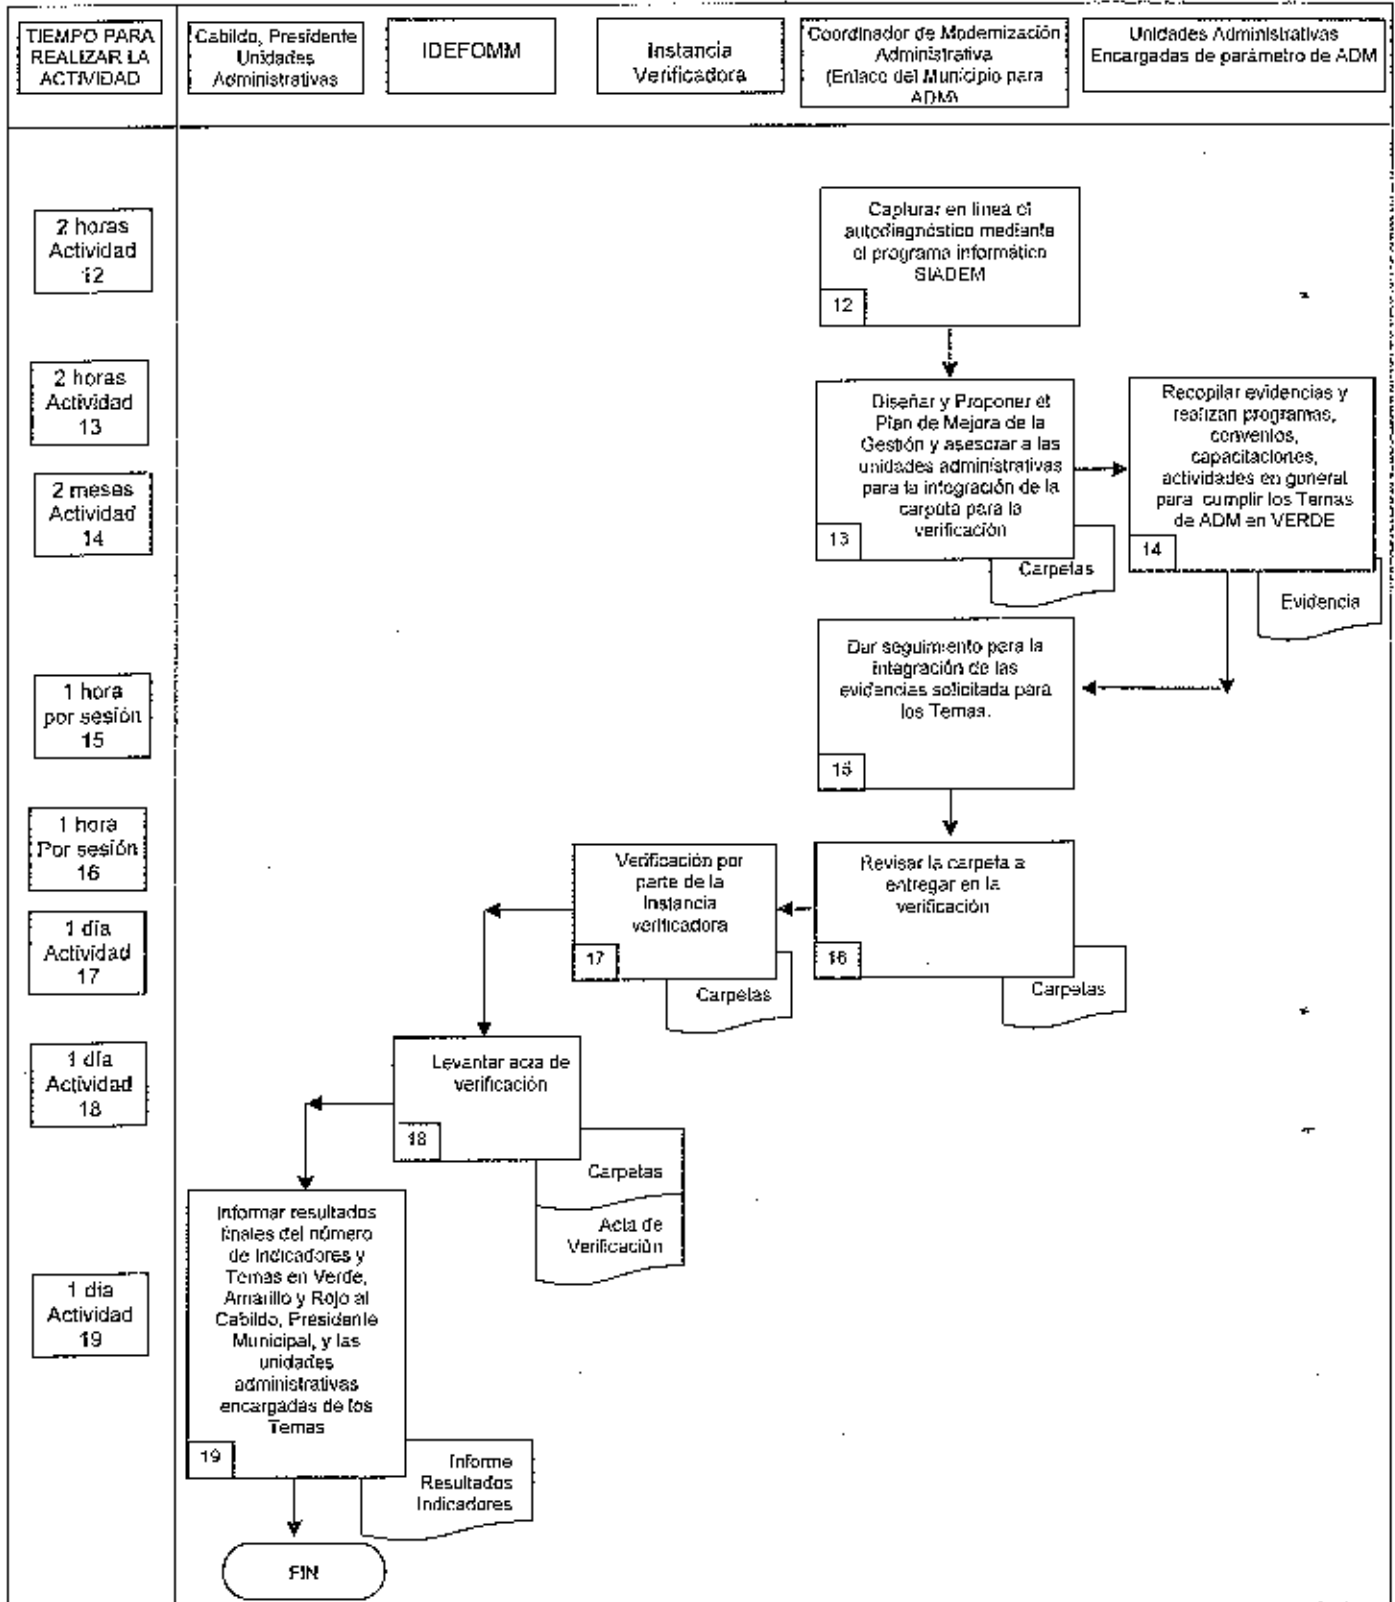 TIEMPO PARA
REALIZAR LA
ACTIVIDAD
Cabildo, Presidente
Unidades
Administrativas
IDEFOMM
Instancia
Verificadora
Coordinador de Modernización
Administrativa
(Enlace del Municipio para
ADM)
Unidades Administrativas
Encargadas de parámetro de ADM
2 horas
Actividad
12
Capturar en línea el
autodiagnóstico mediante
el programa informático
SIADEM
12
2 horas
Actividad
13
Diseñar y Proponer el
Plan de Mejora de la
Gestión y asesorar a las
unidades administrativas
para la integración de la
carpeta para la
verificación
13
Carpetas
Recopilar evidencias y
realizan programas,
convenios,
capacitaciones,
actividades en general
para cumplir los Temas
de ADM en VERDE
14
Evidencia
2 meses
Actividad
14
1 hora
por sesión
15
Dar seguimiento para la
integración de las
evidencias solicitada para
los Temas.
15
1 hora
Por sesión
16
Verificación por
parte de la
Instancia
verificadora
17
Carpetas
Revisar la carpeta a
entregar en la
verificación
16
Carpetas
1 día
Actividad
17
1 día
Actividad
18
Levantar acta de
verificación
18
Carpetas
Acta de
Verificación
1 día
Actividad
19
Informar resultados
finales del número
de Indicadores y
Temas en Verde,
Amarillo y Rojo al
Cabildo, Presidente
Municipal, y las
unidades
administrativas
encargadas de los
Temas
19
Informe
Resultados
Indicadores
FIN